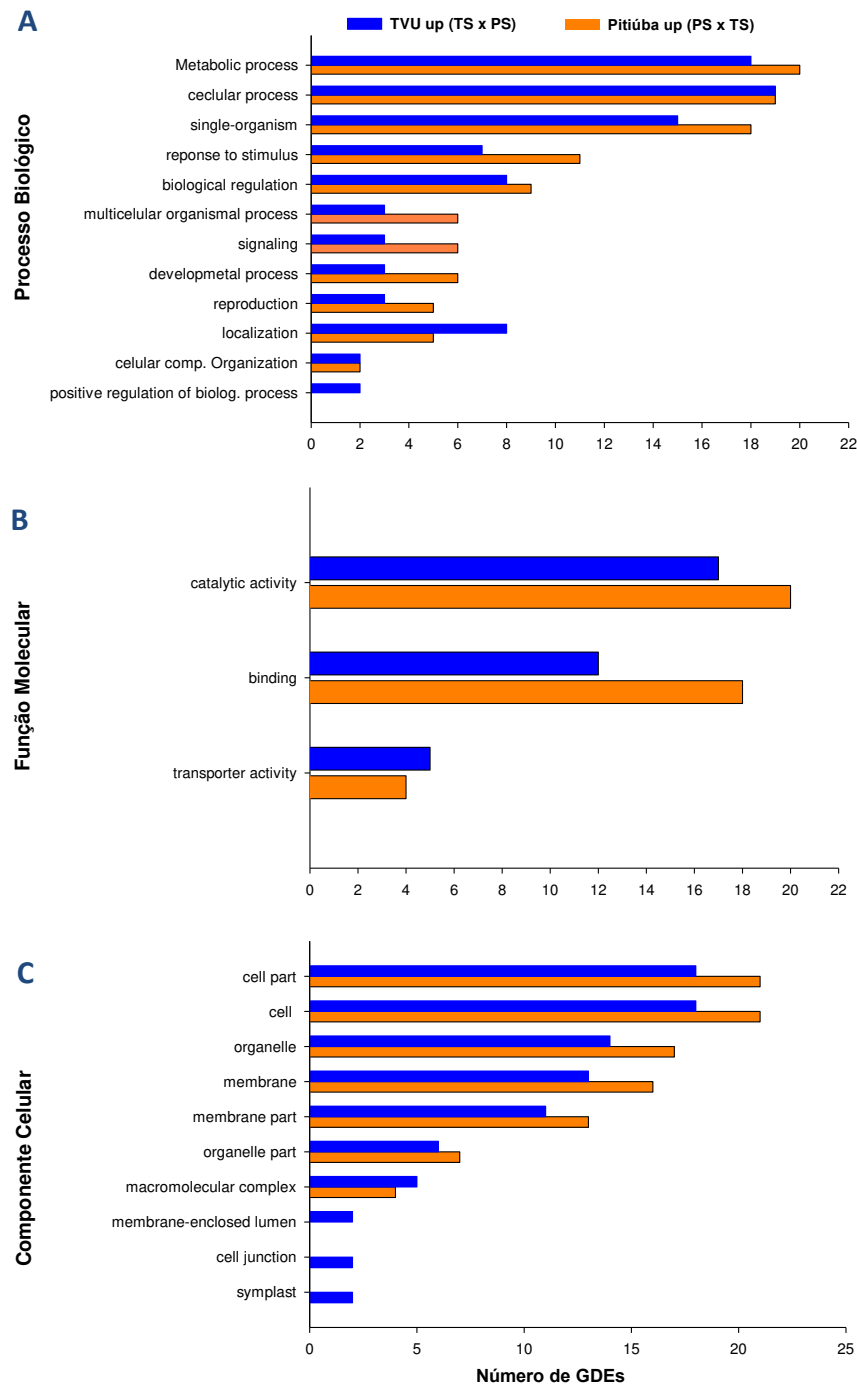 A
TVU up (TS x PS)
Pitiúba up (PS x TS)
Processo Biológico
Metabolic process
ceclular process
single-organism
reponse to stimulus
biological regulation
multicelular organismal process
signaling
developmetal process
reproduction
localization
celular comp. Organization
positive regulation of biolog. process
0 2 4 6 8 10 12 14 16 18 20 22
B
Função Molecular
catalytic activity
binding
transporter activity
0 2 4 6 8 10 12 14 16 18 20 22
C
Componente Celular
cell part
cell
organelle
membrane
membrane part
organelle part
macromolecular complex
membrane-enclosed lumen
cell junction
symplast
0 5 10 15 20 25
Número de GDEs